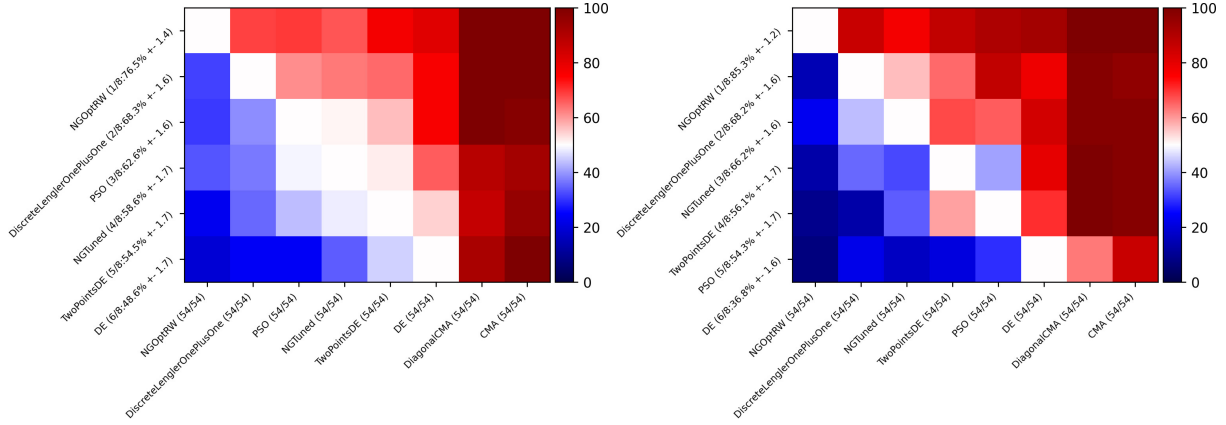 NGOptRW (1/8:76.5% +- 1.4)
DiscreteLenglerOnePlusOne (2/8:68.3% +- 1.6)
PSO (3/8:62.6% +- 1.6)
NGTuned (4/8:58.6% +- 1.7)
TwoPointsDE (5/8:54.5% +- 1.7)
DE (6/8:48.6% +- 1.7)
NGOptRW (54/54)
DiscreteLenglerOnePlusOne (54/54)
PSO (54/54)
NGTuned (54/54)
TwoPointsDE (54/54)
DE (54/54)
DiagonalCMA (54/54)
CMA (54/54)
100
80
60
40
20
0
NGOptRW (1/8:85.3% +- 1.2)
DiscreteLenglerOnePlusOne (2/8:68.2% +- 1.6)
NGTuned (3/8:66.2% +- 1.6)
TwoPointsDE (4/8:56.1% +- 1.7)
PSO (5/8:54.3% +- 1.7)
DE (6/8:36.8% +- 1.6)
NGOptRW (54/54)
DiscreteLenglerOnePlusOne (54/54)
NGTuned (54/54)
TwoPointsDE (54/54)
PSO (54/54)
DE (54/54)
DiagonalCMA (54/54)
CMA (54/54)
100
80
60
40
20
0